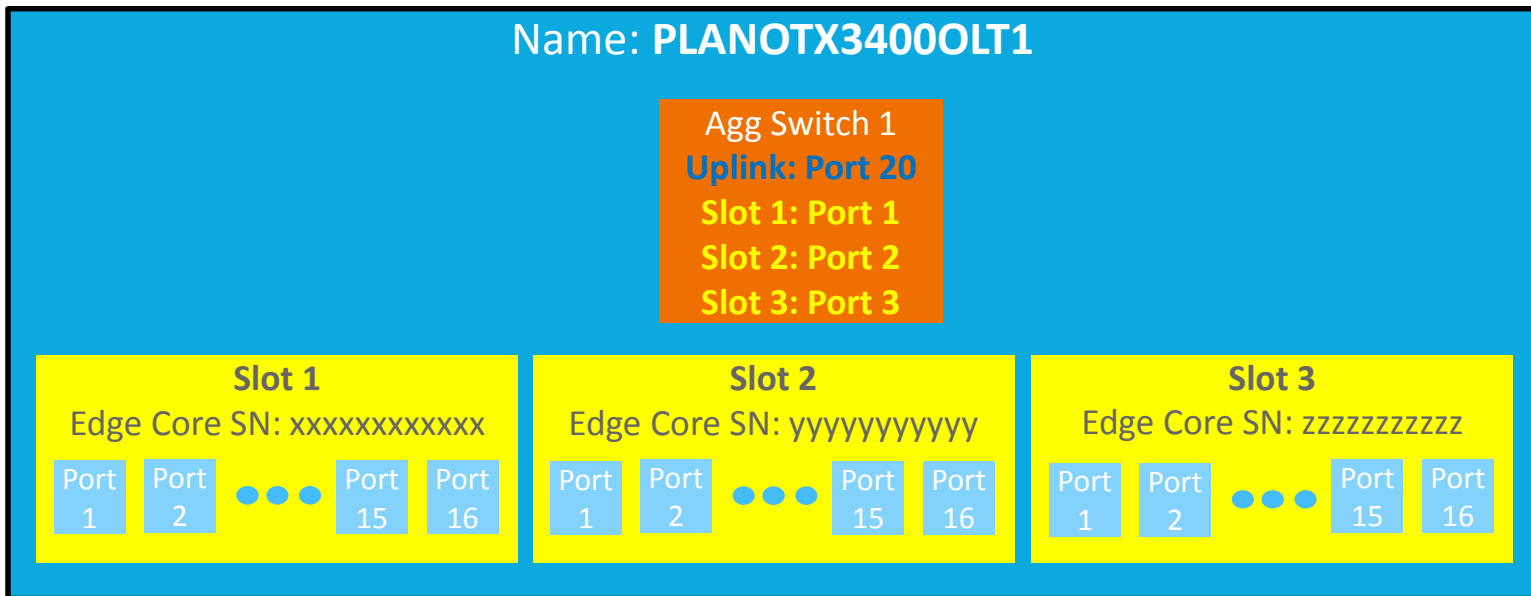 Name: PLANOTX3400OLT1
Agg Switch 1
Uplink: Port 20
Slot 1: Port 1
Slot 2: Port 2
Slot 3: Port 3
Slot 1
Edge Core SN: xxxxxxxxxxxx
Port 1
Port 2
Port 15
Port 16
Slot 2
Edge Core SN: yyyyyyyyyyy
Port 1
Port 2
Port 15
Port 16
Slot 3
Edge Core SN: zzzzzzzzzzz
Port 1
Port 2
Port 15
Port 16